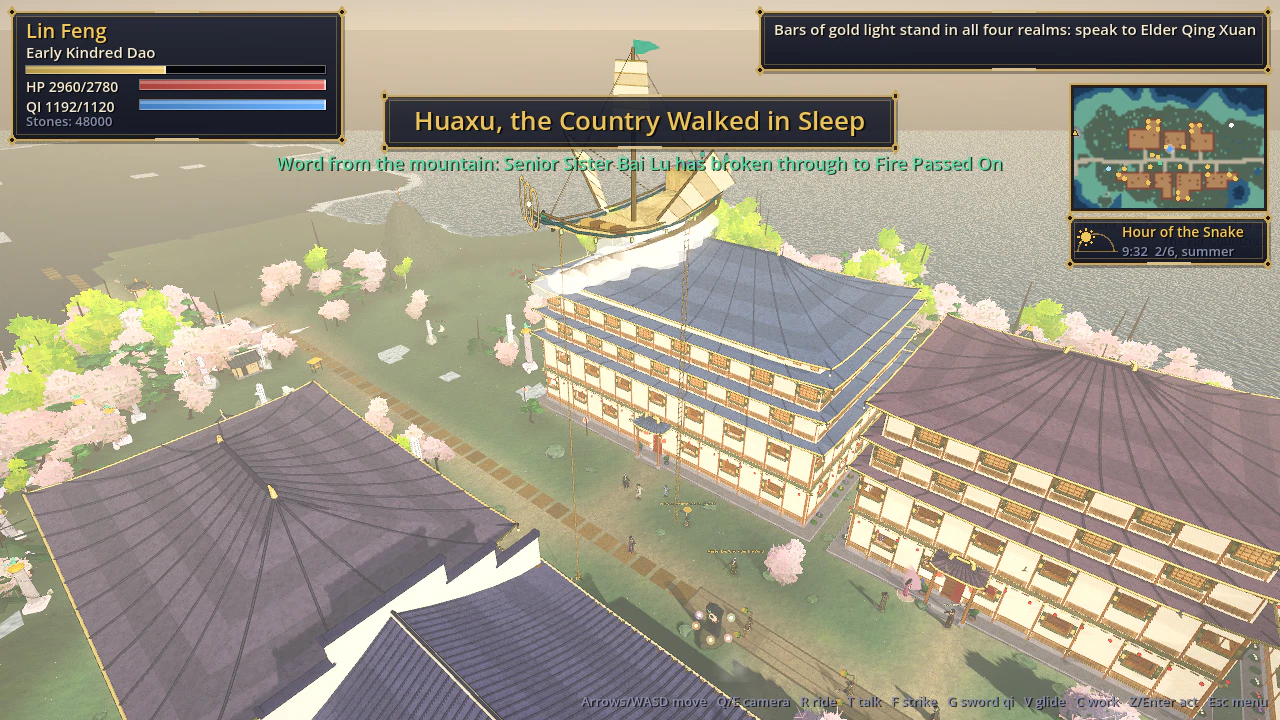 Lin Feng
Early Kindred Dao
HP 2960/2780
QI 1192/1120
Stones: 48000
Bars of gold light stand in all four realms: speak to Elder Qing Xuan
Huaxu, the Country Walked in Sleep
Word from the mountain: Senior Sister Bai Lu has broken through to Fire Passed On
Hour of the Snake
9:32 2/6, summer
Arrows/WASD move Q/E camera R ride T talk F strike G sword qi V glide C work Z/Enter act Esc menu